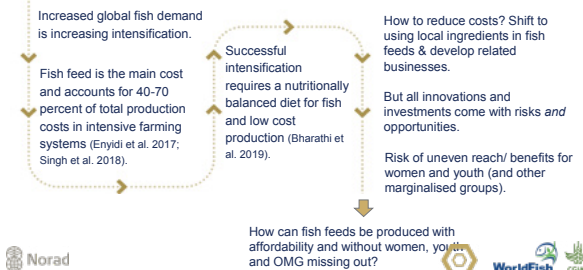 Increased global fish demand
is increasing intensification.
Fish feed is the main cost
and accounts for 40-70
percent of total production
costs in intensive farming
systems (Enyidi et al. 2017;
Singh et al. 2018).
Successful
intensification
requires a nutritionally
balanced diet for fish
and low cost
production (Bharathi et
al. 2019).
How to reduce costs? Shift to
using local ingredients in fish
feeds & develop related
businesses.
But all innovations and
investments come with risks and
opportunities.
Risk of uneven reach/ benefits for
women and youth (and other
marginalised groups).
How can fish feeds be produced with
affordability and without women, youth
and OMG missing out?
Norad
WorldFish